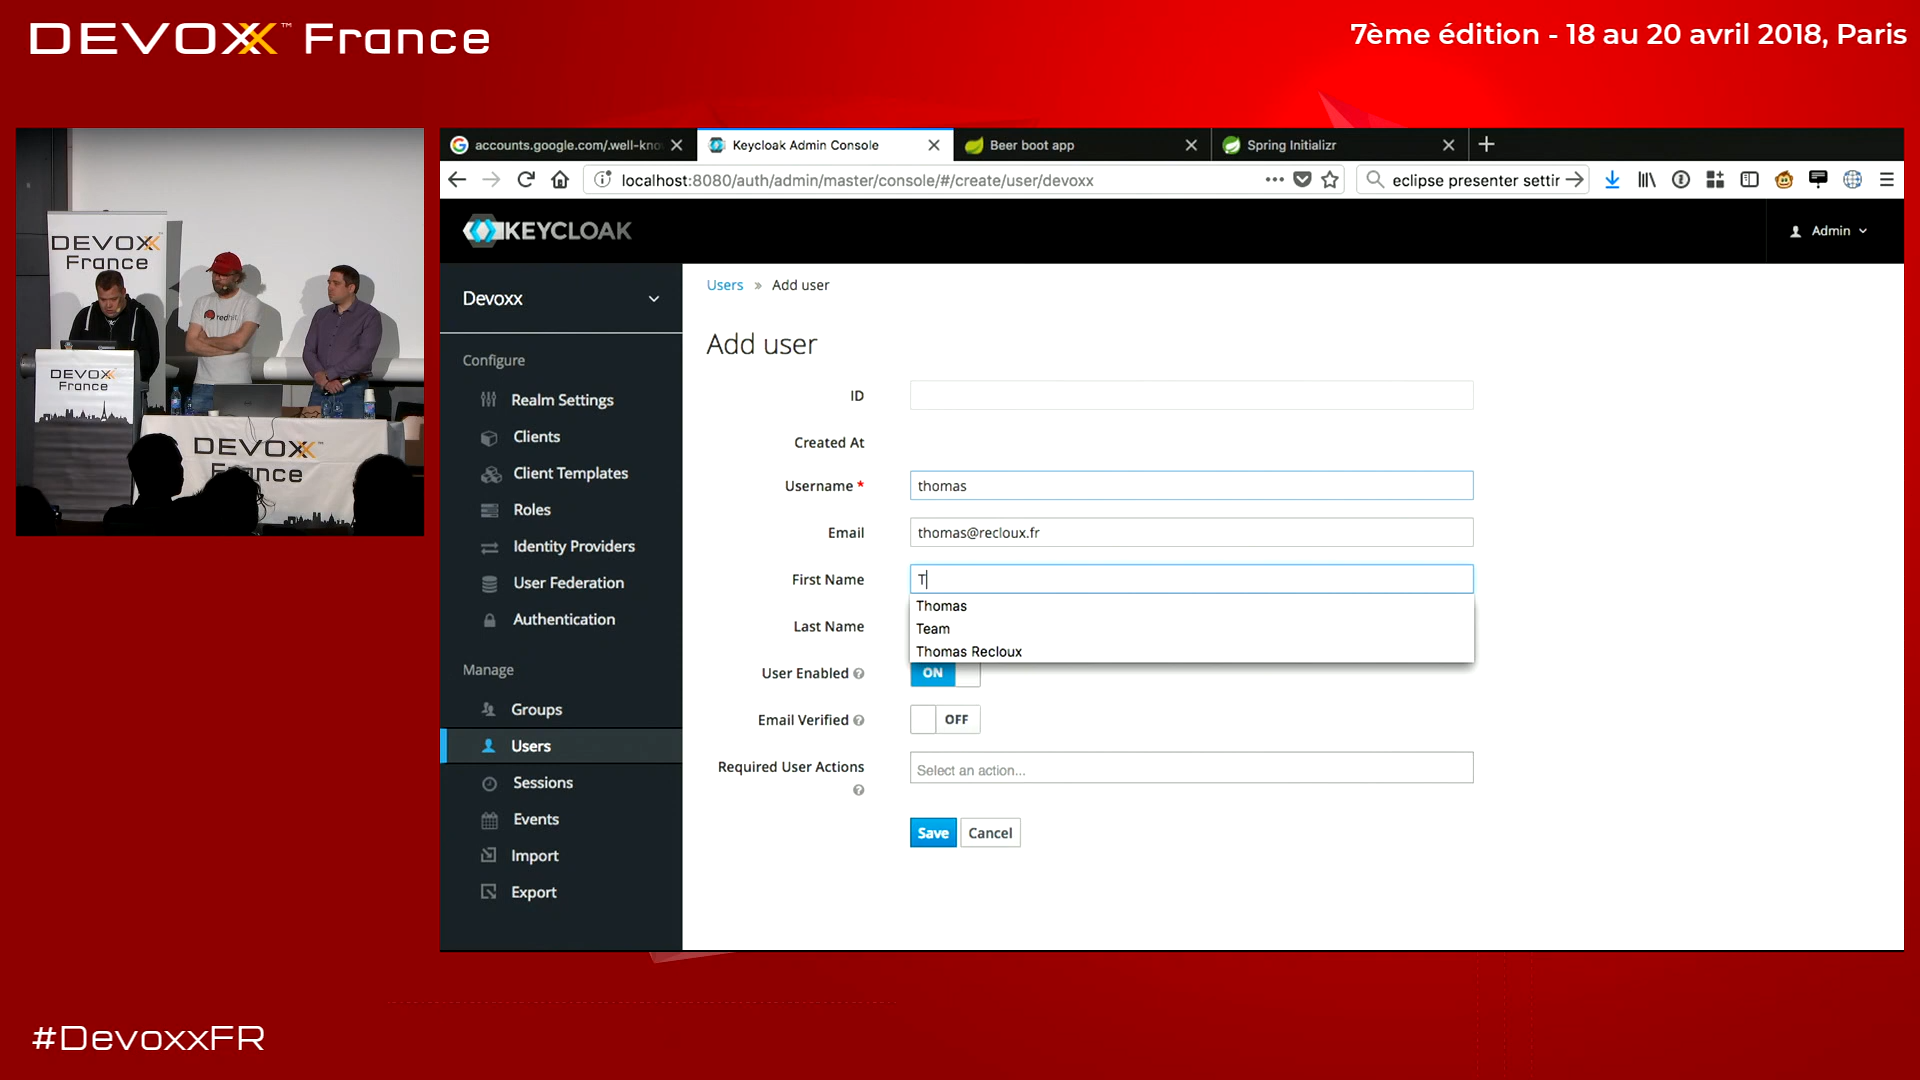 DEVOXX™ France
7ème édition - 18 au 20 avril 2018, Paris
DEVOXX
France
redhat
DEVOXX
France
DEVOXX™
France
accounts.google.com/.well-kno
Keycloak Admin Console
Beer boot app
Spring Initializr
localhost:8080/auth/admin/master/console/#/create/user/devoxx
eclipse presenter settir
KEYCLOAK
Admin
Devoxx
Configure
Realm Settings
Clients
Client Templates
Roles
Identity Providers
User Federation
Authentication
Manage
Groups
Users
Sessions
Events
Import
Export
Users » Add user
Add user
ID
Created At
Username * thomas
Email thomas@recloux.fr
First Name T
Thomas
Last Name
Team
Thomas Recloux
User Enabled ON
Email Verified OFF
Required User Actions Select an action...
Save Cancel
#DevoxxFR